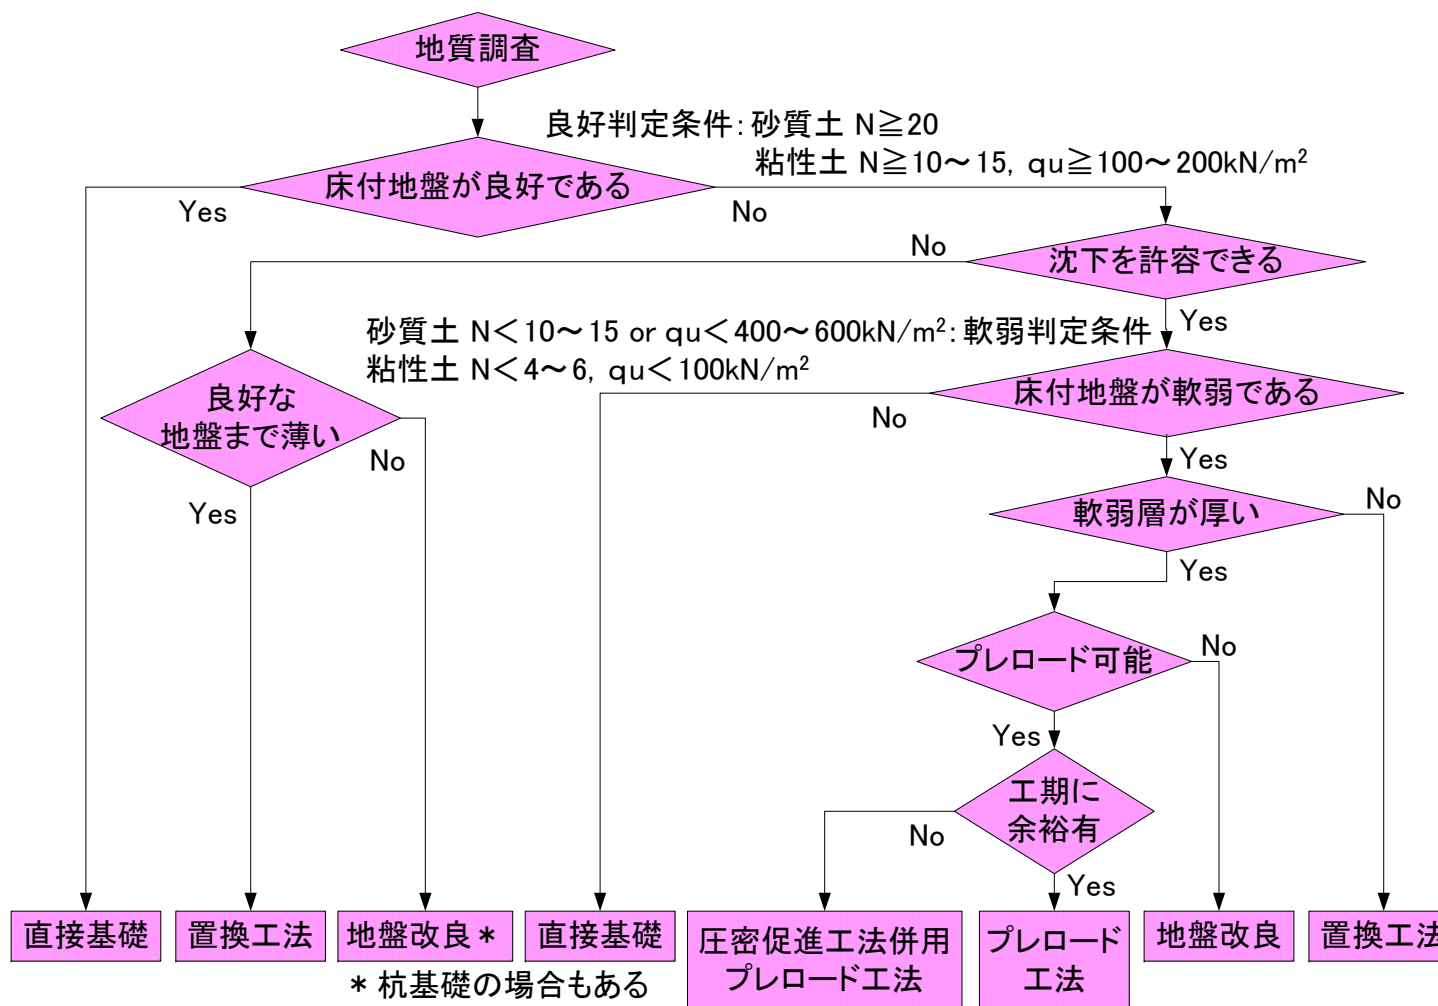 地質調査
良好判定条件：砂質土 N≧20
粘性土 N≧10～15, qu≧100～200kN/m²
床付地盤が良好である
Yes
No
沈下を許容できる
No
Yes
砂質土 N＜10～15 or qu＜400～600kN/m²：軟弱判定条件
粘性土 N＜4～6, qu＜100kN/m²
床付地盤が軟弱である
No
Yes
良好な
地盤まで薄い
No
Yes
軟弱層が厚い
No
Yes
プレロード可能
No
Yes
工期に
余裕有
No
Yes
直接基礎
置換工法
地盤改良＊
直接基礎
圧密促進工法併用
プレロード工法
プレロード
工法
地盤改良
置換工法
＊杭基礎の場合もある